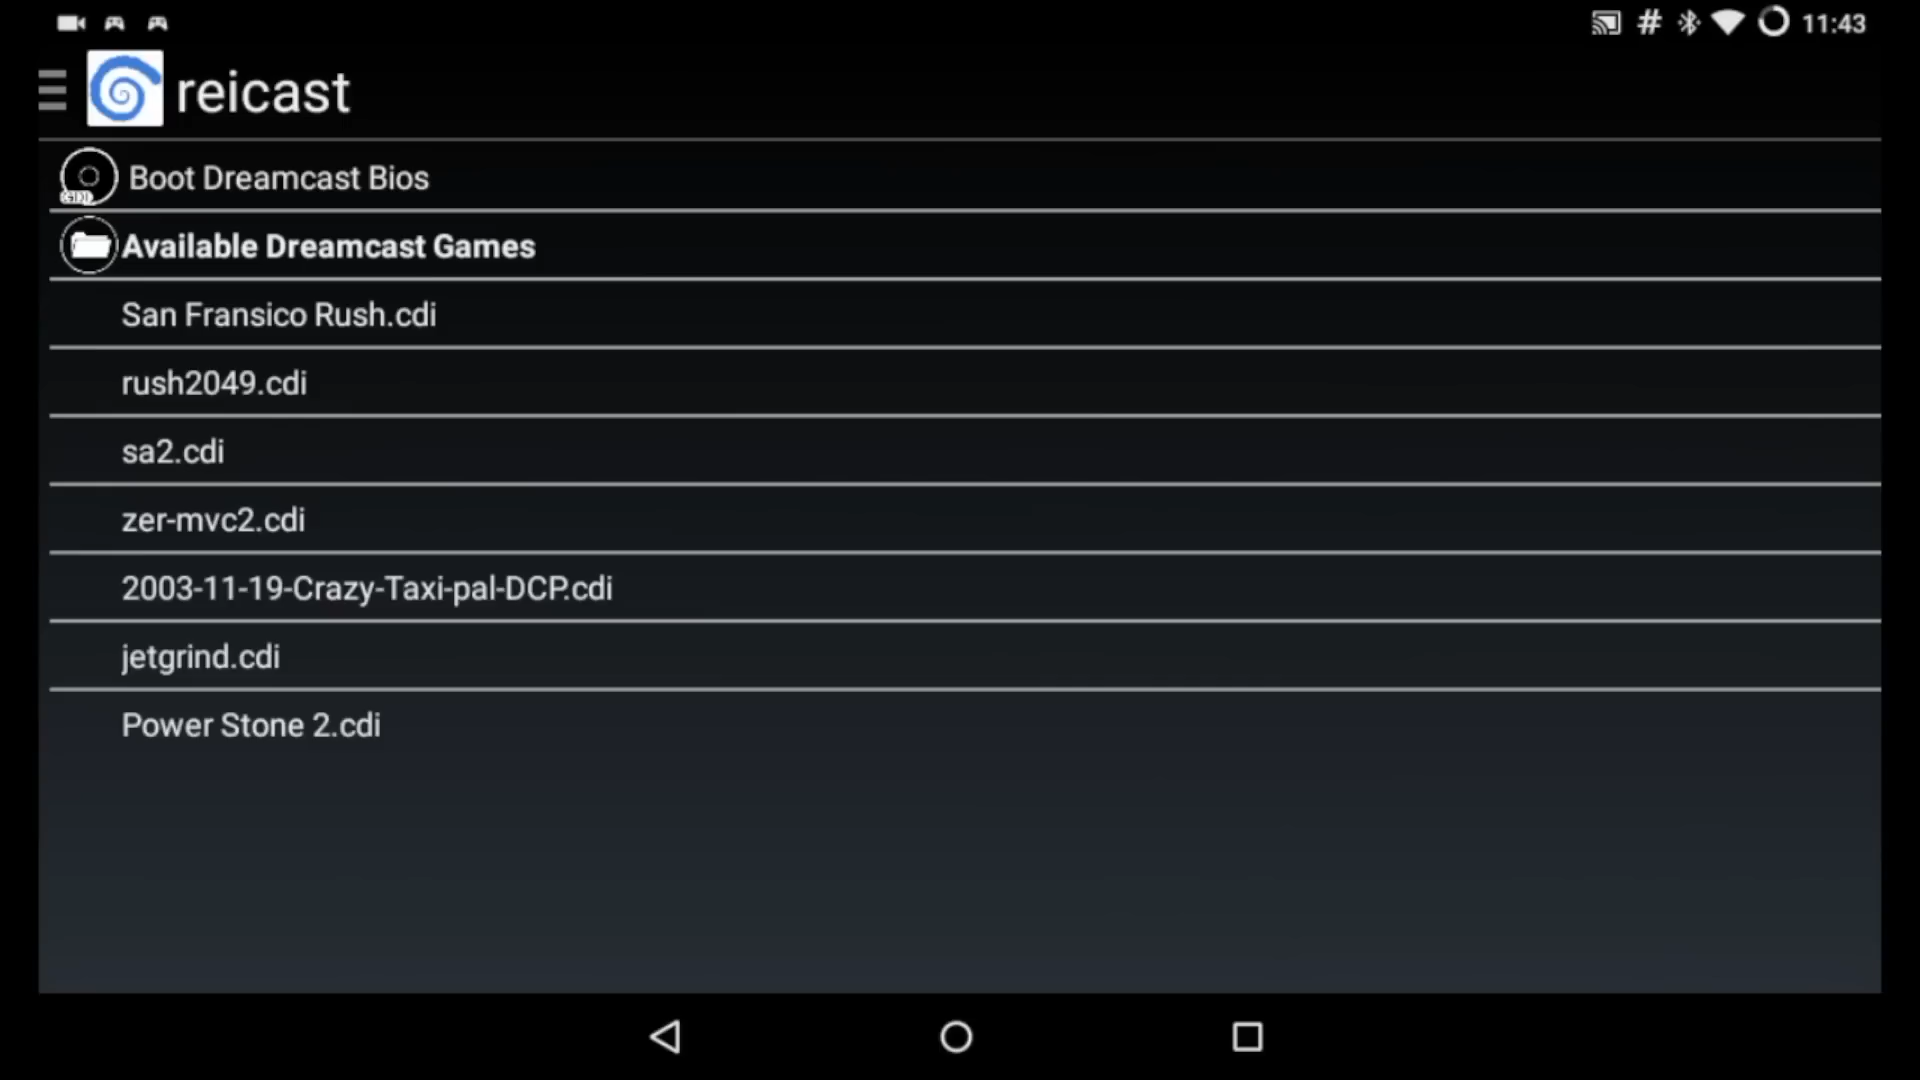 # 11:43
reicast
GDI Boot Dreamcast Bios
Available Dreamcast Games
San Fransico Rush.cdi
rush2049.cdi
sa2.cdi
zer-mvc2.cdi
2003-11-19-Crazy-Taxi-pal-DCP.cdi
jetgrind.cdi
Power Stone 2.cdi